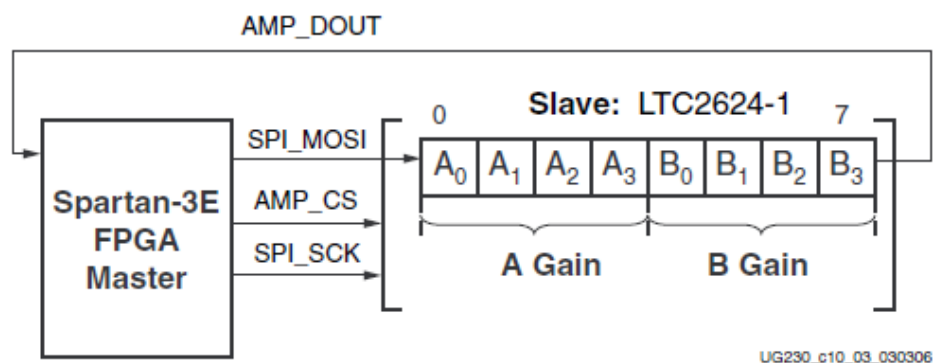 AMP_DOUT
0 Slave: LTC2624-1 7
SPI_MOSI
A0 A1 A2 A3 B0 B1 B2 B3
Spartan-3E
FPGA
Master
AMP_CS
SPI_SCK
A Gain B Gain
UG230_c10_03_030306